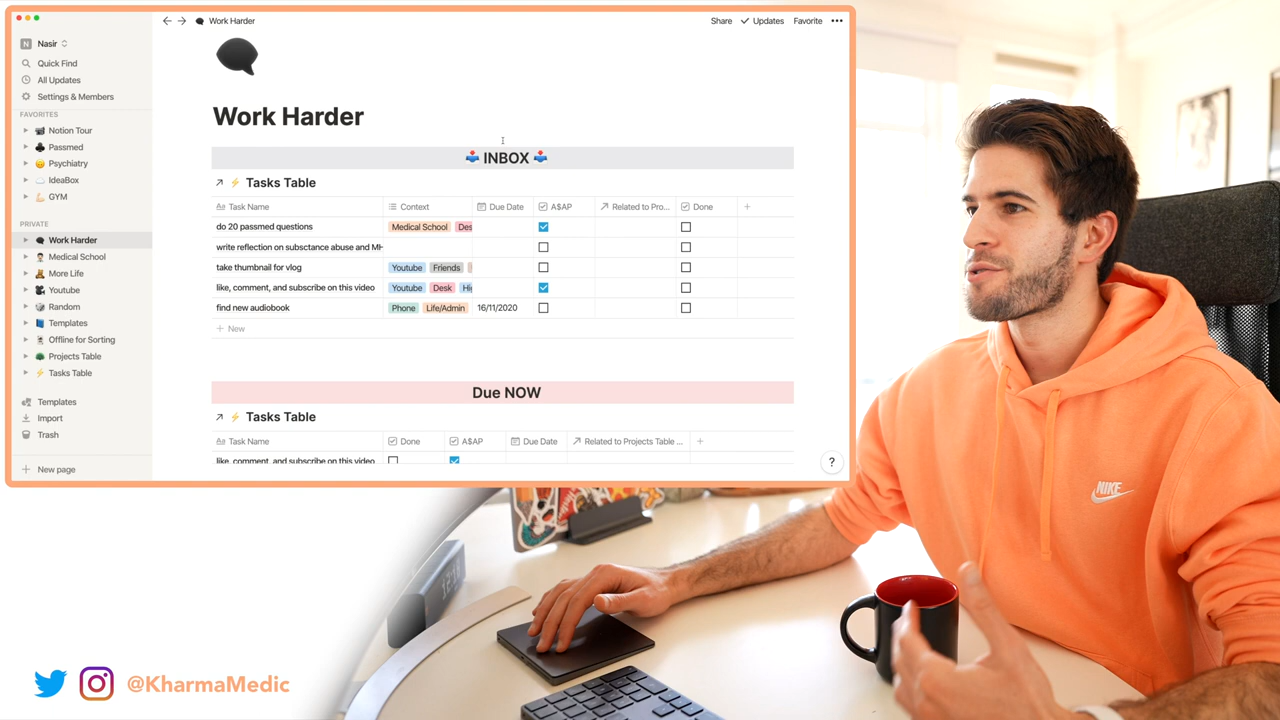 Work Harder
Share
Updates
Favorite
N Nasir
Quick Find
All Updates
Settings & Members
FAVORITES
Notion Tour
Passmed
Psychiatry
IdeaBox
GYM
PRIVATE
Work Harder
Medical School
More Life
Youtube
Random
Templates
Offline for Sorting
Projects Table
Tasks Table
Templates
Import
Trash
New page
Work Harder
INBOX
Tasks Table
Task Name Context Due Date A$AP Related to Pro... Done
do 20 passmed questions Medical School Des
write reflection on subsctance abuse and MH
take thumbnail for vlog Youtube Friends
like, comment, and subscribe on this video Youtube Desk Hi
find new audiobook Phone Life/Admin 16/11/2020
New
Due NOW
Tasks Table
Task Name Done A$AP Due Date Related to Projects Table ...
like, comment, and subscribe on this video
?
NIKE
@KharmaMedic